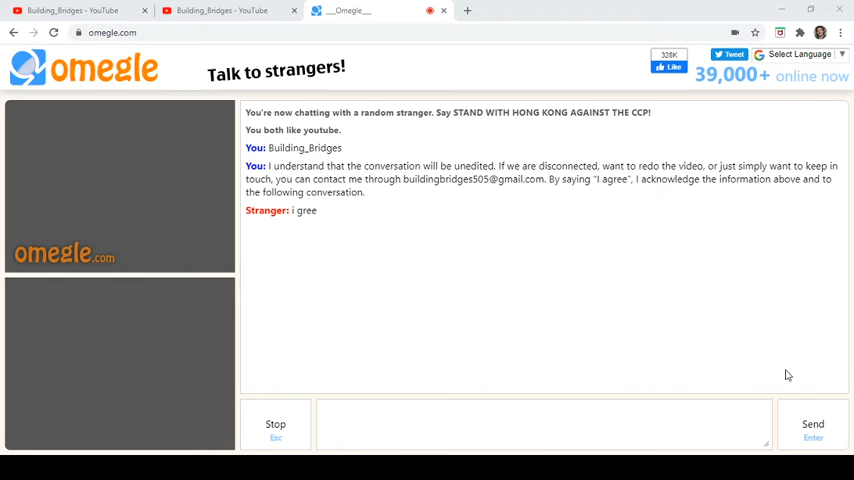 Building_Bridges - YouTube
Building_Bridges - YouTube
___Omegle___
omegle.com
omegle
Talk to strangers!
328K
Like
Tweet
Select Language
39,000+ online now
You're now chatting with a random stranger. Say STAND WITH HONG KONG AGAINST THE CCP!
You both like youtube.
You: Building_Bridges
You: I understand that the conversation will be unedited. If we are disconnected, want to redo the video, or just simply want to keep in
touch, you can contact me through buildingbridges505@gmail.com. By saying "I agree", I acknowledge the information above and to
the following conversation.
Stranger: i gree
omegle.com
Stop
Esc
Send
Enter